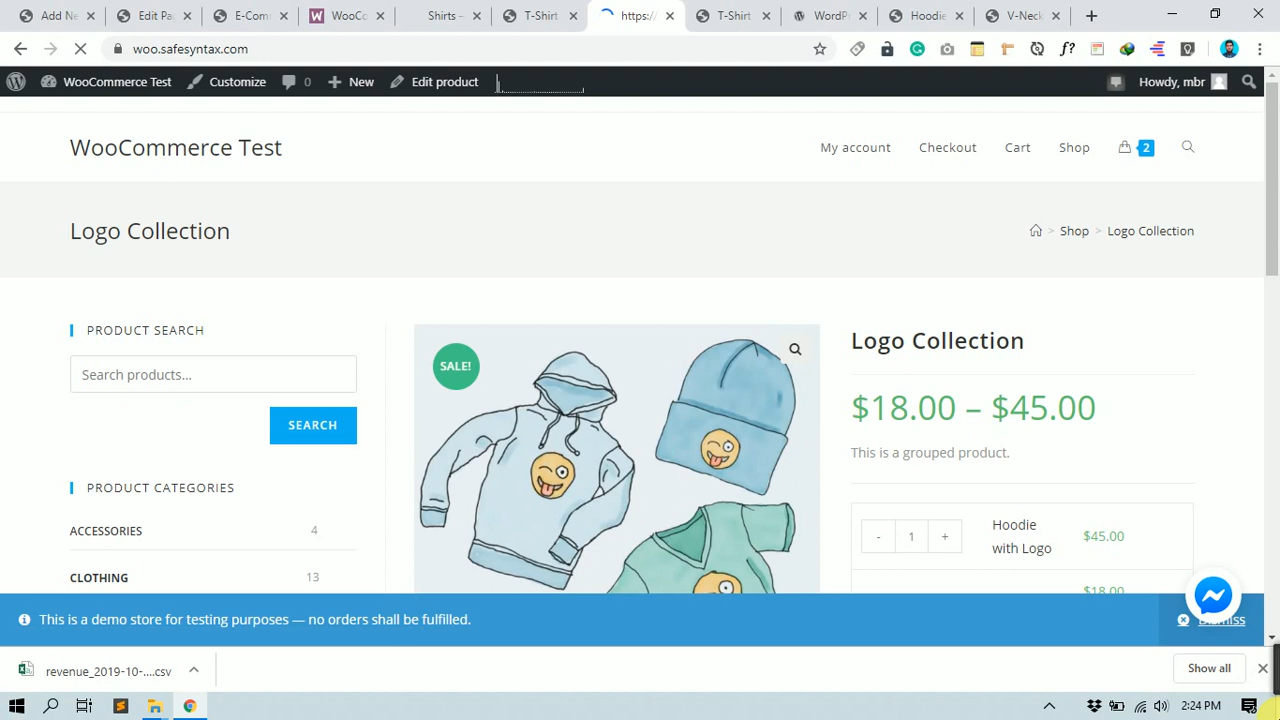 Add Ne
Edit Pa
E-Com
WooCo
Shirts –
T-Shirt
https://
T-Shirt
WordP
Hoodie
V-Neck
woo.safesyntax.com
WooCommerce Test
Customize
0
New
Edit product
Howdy, mbr
WooCommerce Test
My account
Checkout
Cart
Shop
2
Logo Collection
Shop > Logo Collection
PRODUCT SEARCH
Search products...
SEARCH
PRODUCT CATEGORIES
ACCESSORIES 4
CLOTHING 13
SALE!
Logo Collection
$18.00 – $45.00
This is a grouped product.
- 1 + Hoodie with Logo $45.00
$18.00
This is a demo store for testing purposes — no orders shall be fulfilled.
Dismiss
revenue_2019-10-....csv
Show all
2:24 PM